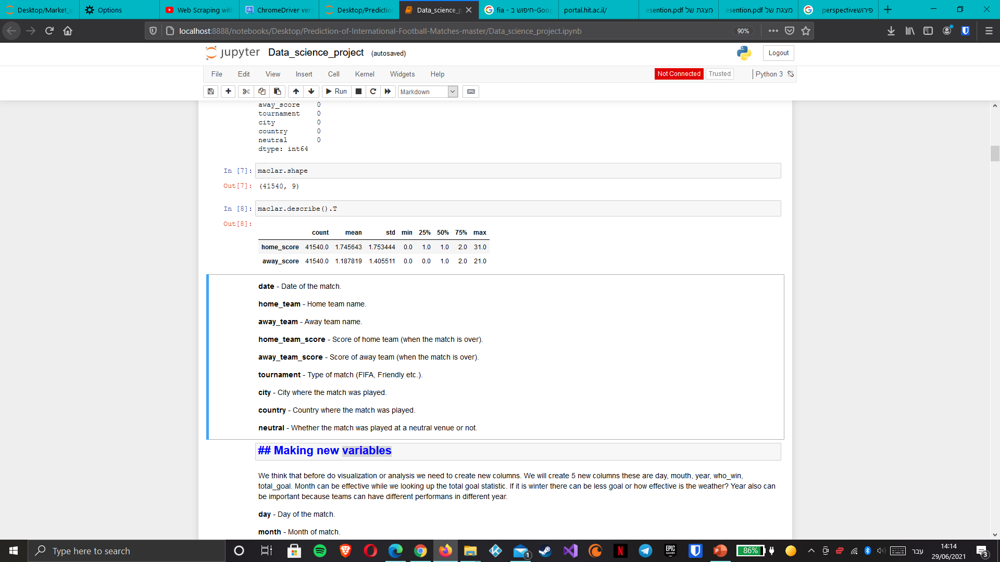 Desktop/Market_
Options
Web Scraping with
ChromeDriver ver
Desktop/Predictio
Data_science_p
fia - חיפוש ב-Goo
portal.hit.ac.il/
מצגת של esention.pdf
מצגת של esention.pdf
פירוש perspective
localhost:8888/notebooks/Desktop/Prediction-of-International-Football-Matches-master/Data_science_project.ipynb
90%
jupyter Data_science_project (autosaved)
Logout
File Edit View Insert Cell Kernel Widgets Help
Not Connected Trusted Python 3
Run Markdown
away_score 0
tournament 0
city 0
country 0
neutral 0
dtype: int64
In [7]: maclar.shape
Out[7]: (41540, 9)
In [8]: maclar.describe().T
Out[8]:
count mean std min 25% 50% 75% max
home_score 41540.0 1.745643 1.753444 0.0 1.0 1.0 2.0 31.0
away_score 41540.0 1.187819 1.405511 0.0 0.0 1.0 2.0 21.0
date - Date of the match.
home_team - Home team name.
away_team - Away team name.
home_team_score - Score of home team (when the match is over).
away_team_score - Score of away team (when the match is over).
tournament - Type of match (FIFA, Friendly etc.).
city - City where the match was played.
country - Country where the match was played.
neutral - Whether the match was played at a neutral venue or not.
## Making new variables
We think that before do visualization or analysis we need to create new columns. We will create 5 new columns these are day, mouth, year, who_win,
total_goal. Month can be effective while we looking up the total goal statistic. If it is winter there can be less goal or how effective is the weather? Year also can
be important because teams can have different performans in different year.
day - Day of the match.
month - Month of match.
Type here to search
1
N
EPIC
GAMES
86%
עבר
14:14
29/06/2021
3